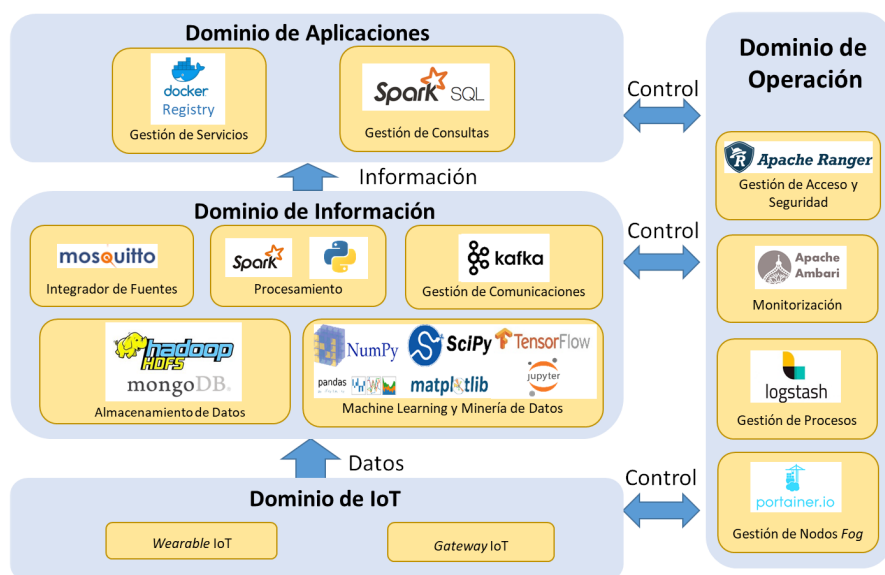 Dominio de Aplicaciones
docker
Registry
Gestión de Servicios
Spark SQL
Gestión de Consultas
Control
Dominio de
Operación
Apache Ranger
Gestión de Acceso y
Seguridad
Información
Dominio de Información
mosquitto
Integrador de Fuentes
Spark
Procesamiento
kafka
Gestión de Comunicaciones
Control
Apache
Ambari
Monitorización
hadoop
HDFS
mongoDB
Almacenamiento de Datos
NumPy
SciPy
TensorFlow
pandas
matplotlib
jupyter
Machine Learning y Minería de Datos
logstash
Gestión de Procesos
Datos
Dominio de IoT
Wearable IoT
Gateway IoT
Control
portainer.io
Gestión de Nodos Fog